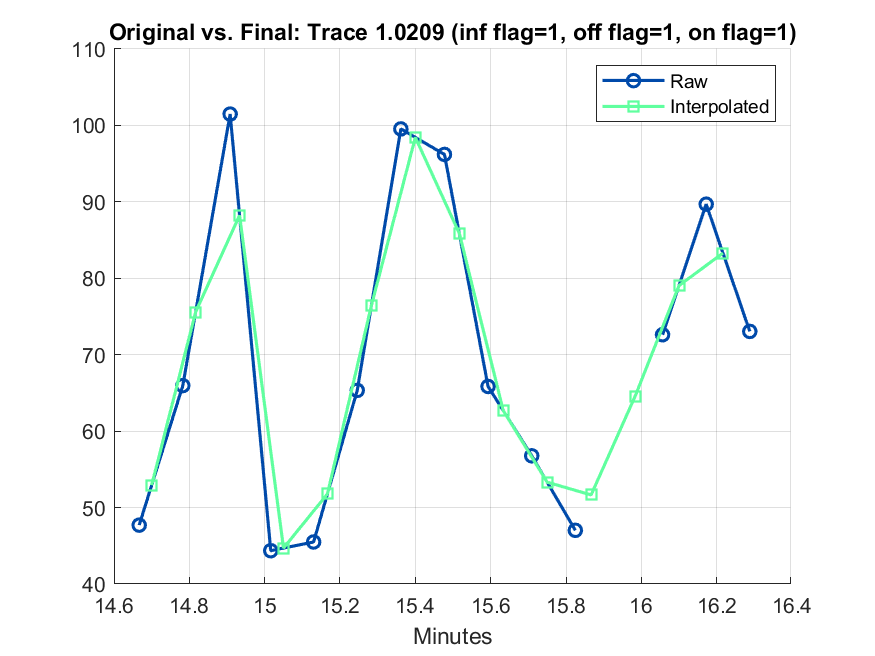 Original vs. Final: Trace 1.0209 (inf flag=1, off flag=1, on flag=1)
110
100
90
80
70
60
50
40
Raw
Interpolated
14.6 14.8 15 15.2 15.4 15.6 15.8 16 16.2 16.4
Minutes